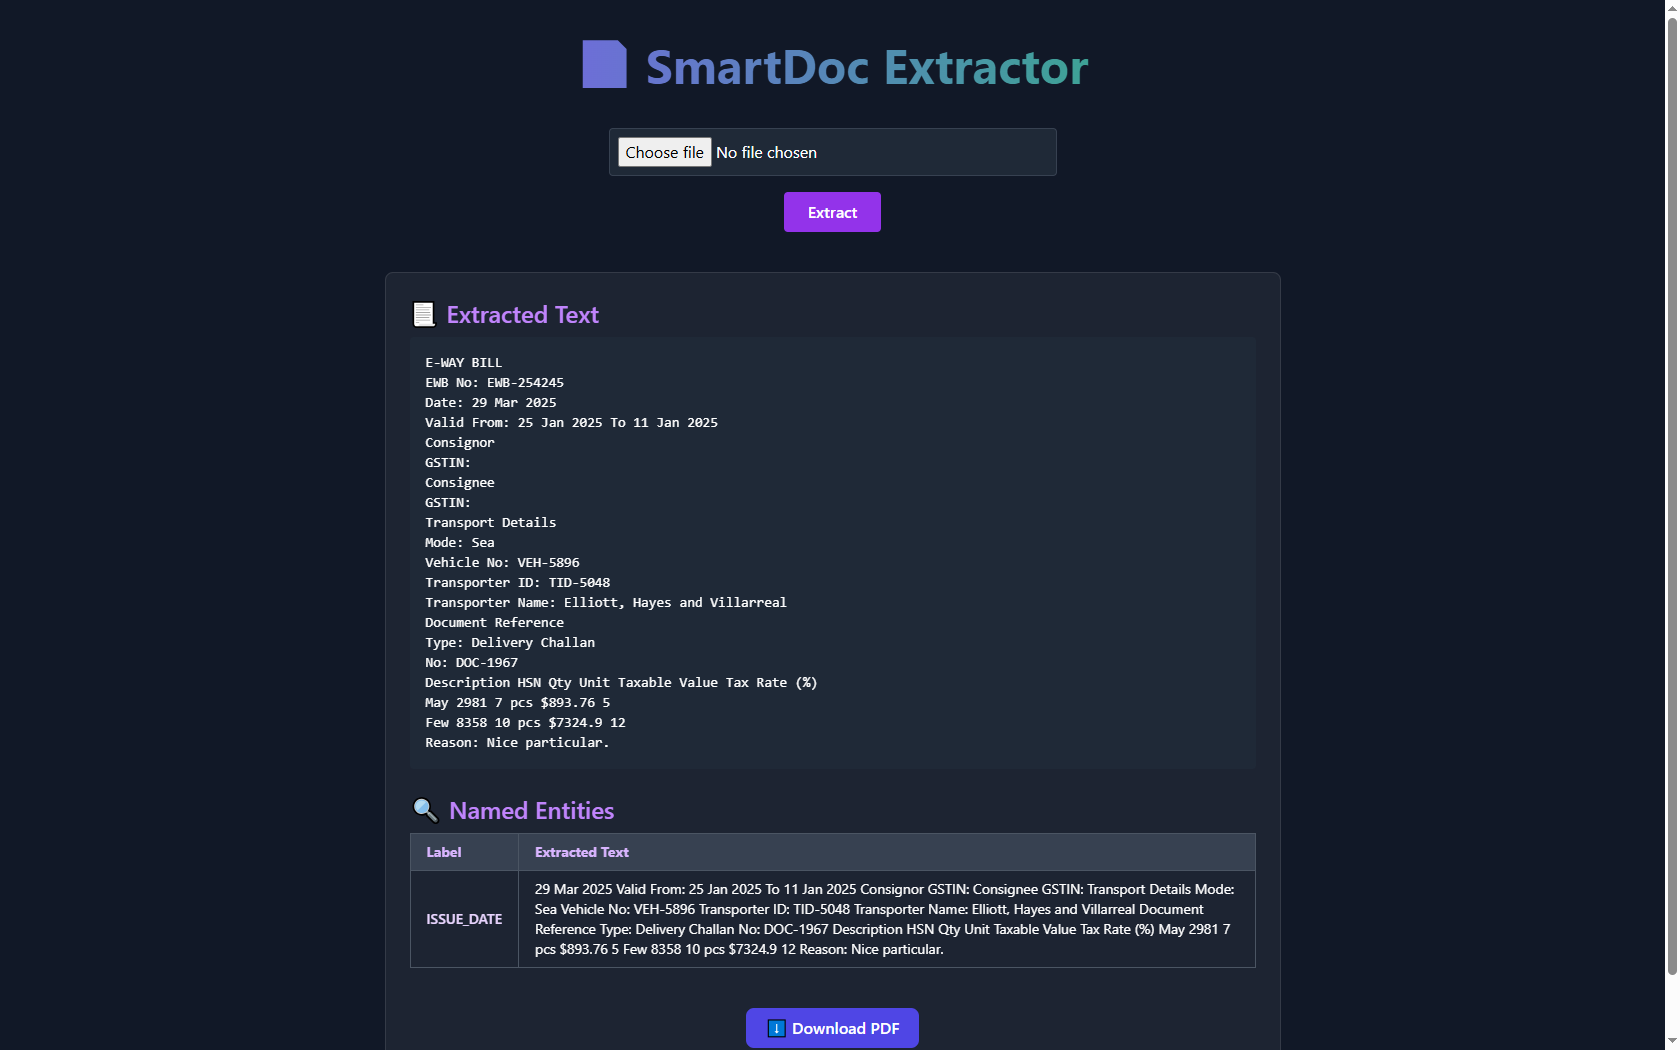 SmartDoc Extractor
Choose file No file chosen
Extract
Extracted Text
E-WAY BILL
EWB No: EWB-254245
Date: 29 Mar 2025
Valid From: 25 Jan 2025 To 11 Jan 2025
Consignor
GSTIN:
Consignee
GSTIN:
Transport Details
Mode: Sea
Vehicle No: VEH-5896
Transporter ID: TID-5048
Transporter Name: Elliott, Hayes and Villarreal
Document Reference
Type: Delivery Challan
No: DOC-1967
Description HSN Qty Unit Taxable Value Tax Rate (%)
May 2981 7 pcs $893.76 5
Few 8358 10 pcs $7324.9 12
Reason: Nice particular.
Named Entities
Label Extracted Text
ISSUE_DATE
29 Mar 2025 Valid From: 25 Jan 2025 To 11 Jan 2025 Consignor GSTIN: Consignee GSTIN: Transport Details Mode:
Sea Vehicle No: VEH-5896 Transporter ID: TID-5048 Transporter Name: Elliott, Hayes and Villarreal Document
Reference Type: Delivery Challan No: DOC-1967 Description HSN Qty Unit Taxable Value Tax Rate (%) May 2981 7
pcs $893.76 5 Few 8358 10 pcs $7324.9 12 Reason: Nice particular.
Download PDF